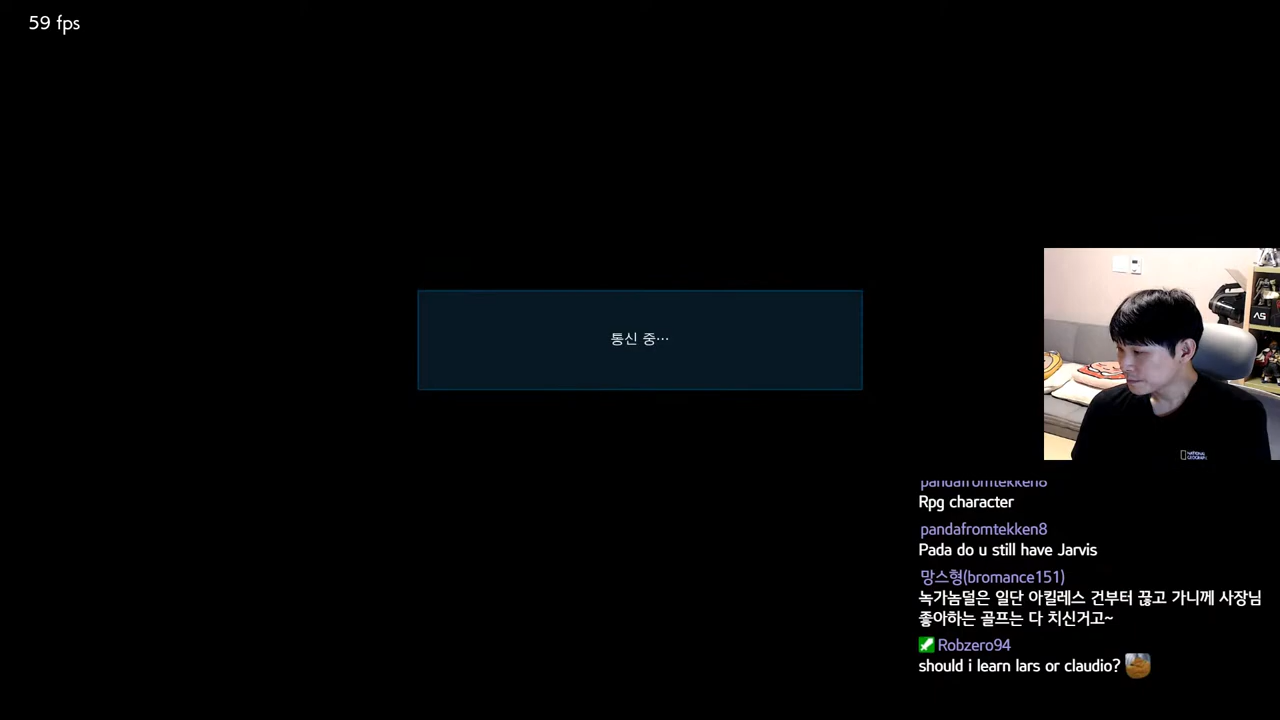 59 fps
통신 중…
AS
NATIONAL
GEOGRAPHIC
pandafromtekken8
Rpg character
pandafromtekken8
Pada do u still have Jarvis
망스형(bromance151)
녹가놈덜은 일단 아킬레스 건부터 끊고 가니께 사장님
좋아하는 골프는 다 치신거고~
Robzero94
should i learn lars or claudio?